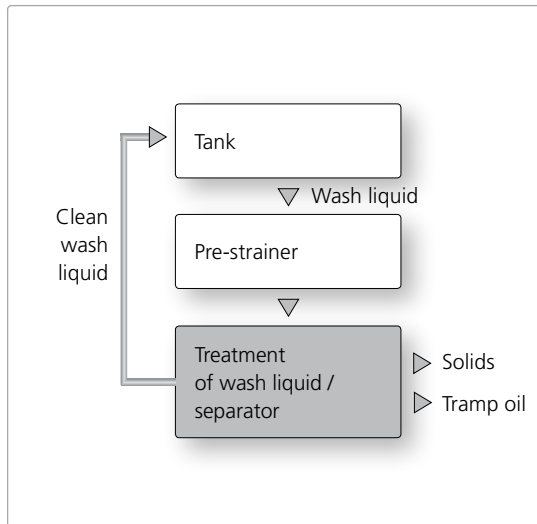 Tank
Wash liquid
Clean
wash
liquid
Pre-strainer
Treatment
of wash liquid /
separator
Solids
Tramp oil